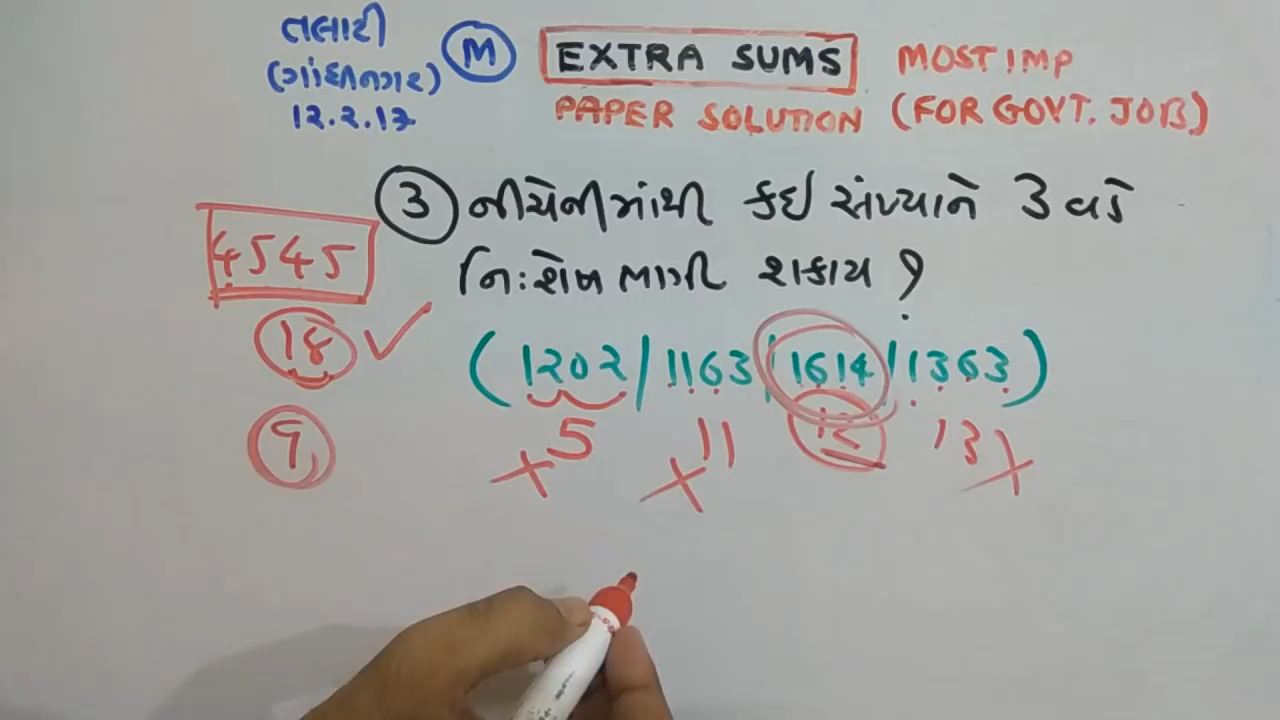 તલાટી
(ગાંધીનગર)
12.2.17
M EXTRA SUMS MOST IMP
PAPER SOLUTION (FOR GOVT. JOB)
3 નીચેનીમાંથી કઇ સંખ્યાને 3 વડે
નિઃશેષ ભાગી શકાય ?
4545
18 ✓
9
(1202/1163/1614/1363)
5 11 12 13
× × ×